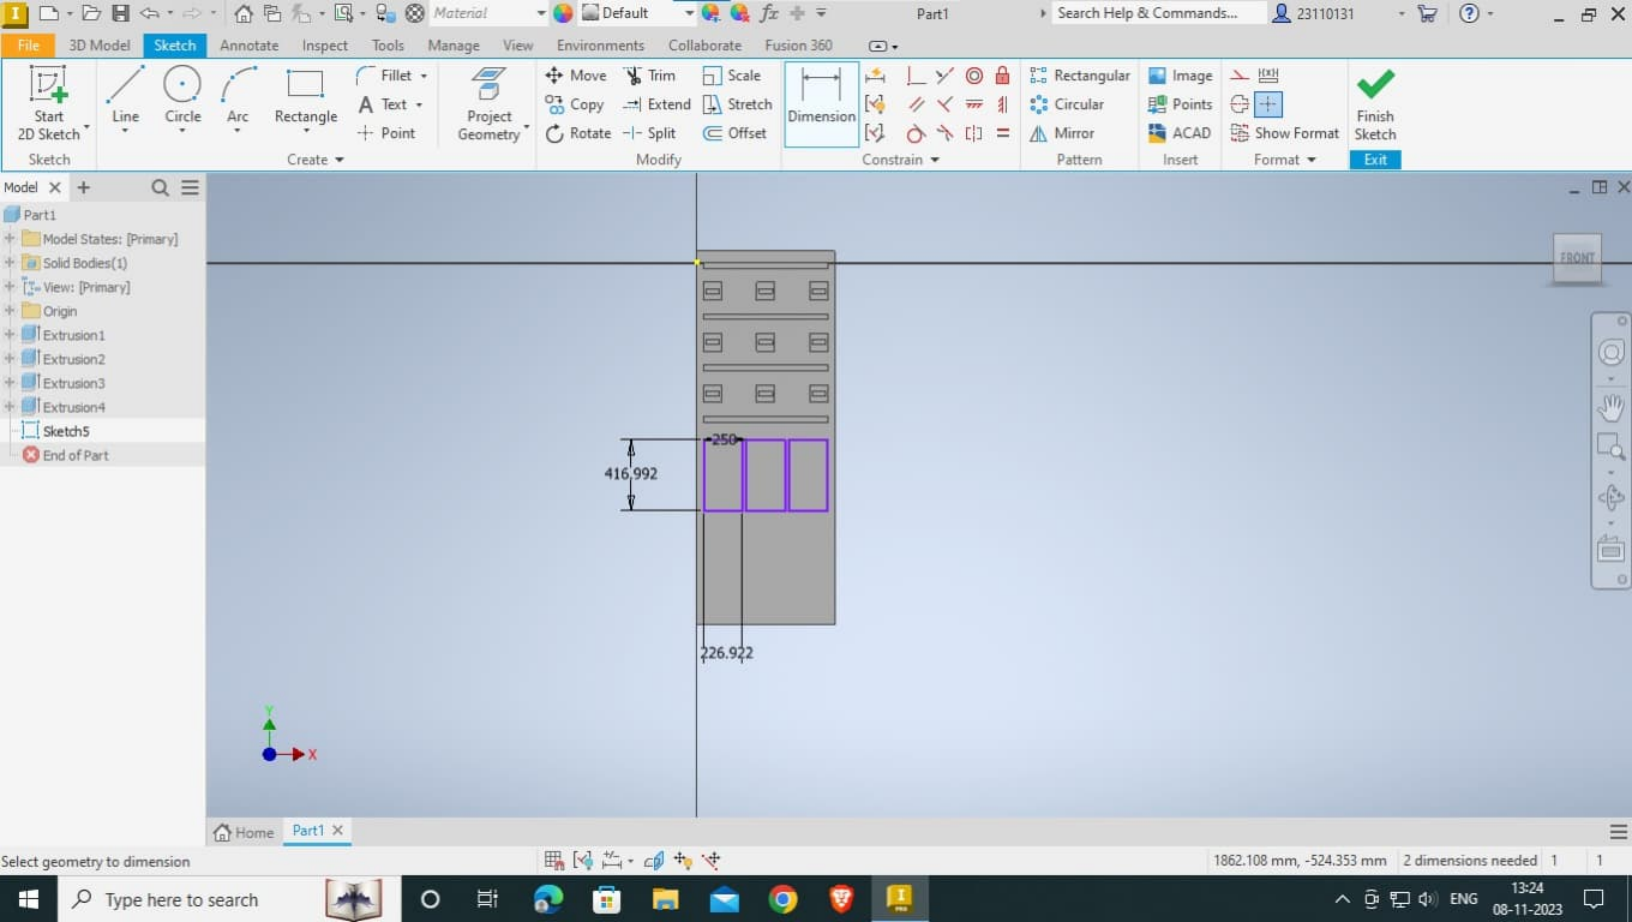 Material
Default
fx
Part1
Search Help & Commands...
23110131
File
3D Model
Sketch
Annotate
Inspect
Tools
Manage
View
Environments
Collaborate
Fusion 360
Start
2D Sketch
Line
Circle
Arc
Rectangle
Fillet
Text
Point
Project
Geometry
Move
Copy
Rotate
Trim
Extend
Split
Scale
Stretch
Offset
Dimension
Rectangular
Circular
Mirror
Image
Points
ACAD
Show Format
Finish
Sketch
Sketch
Create
Modify
Constrain
Pattern
Insert
Format
Exit
Model
Part1
Model States: [Primary]
Solid Bodies(1)
View: [Primary]
Origin
Extrusion1
Extrusion2
Extrusion3
Extrusion4
Sketch5
End of Part
FRONT
250
416.992
226.922
Y
X
Home
Part1
Select geometry to dimension
1862.108 mm, -524.353 mm
2 dimensions needed
1
1
Type here to search
ENG
13:24
08-11-2023